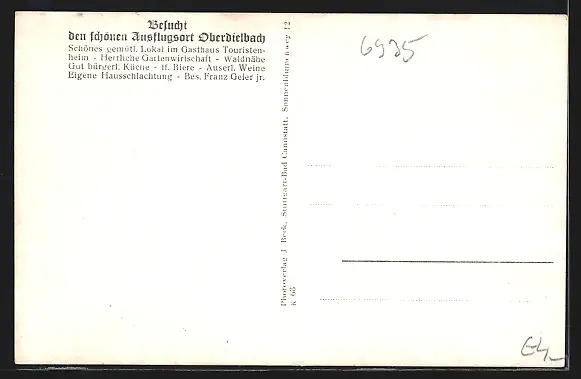 Besucht
den schönen Ausflugsort Oberdielbach
Schönes gemütl. Lokal im Gasthaus Touristen-
heim - Herrliche Gartenwirtschaft - Waldnähe
Gut bürgerl. Küche - ff. Biere - Auserl. Weine
Eigene Hausschlachtung - Bes. Franz Geier jr.
Photoverlag J. Beck, Stuttgart-Bad Cannstatt, 12
K 68
6935